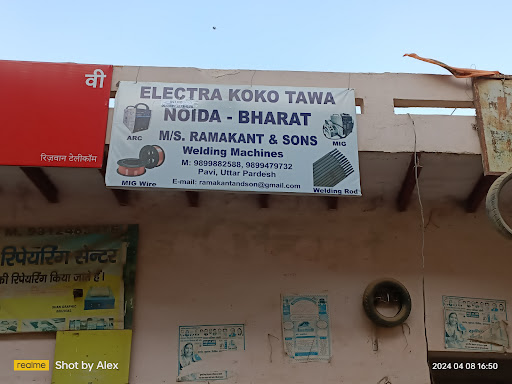 वी
रिज़वान टेलीकॉम
ELECTRA KOKO TAWA
NOIDA - BHARAT
M/S. RAMAKANT & SONS
Welding Machines
M: 9899882588, 9899479732
Pavi, Uttar Pardesh
E-mail: ramakantandson@gmail.com
ARC
MIG
MIG Wire
Welding Rod
रिपेयरिंग सेन्टर
की रिपेयरिंग किया जाता है।
realme
Shot by Alex
2024 04 08 16:50